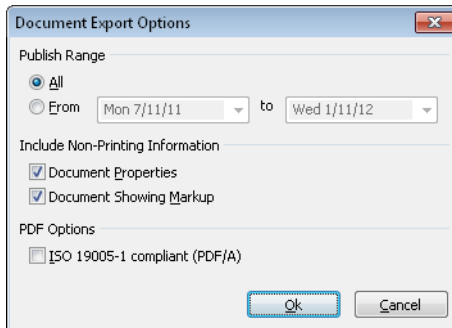 Document Export Options
Publish Range
All
From Mon 7/11/11 to Wed 1/11/12
Include Non-Printing Information
Document Properties
Document Showing Markup
PDF Options
ISO 19005-1 compliant (PDF/A)
Ok Cancel